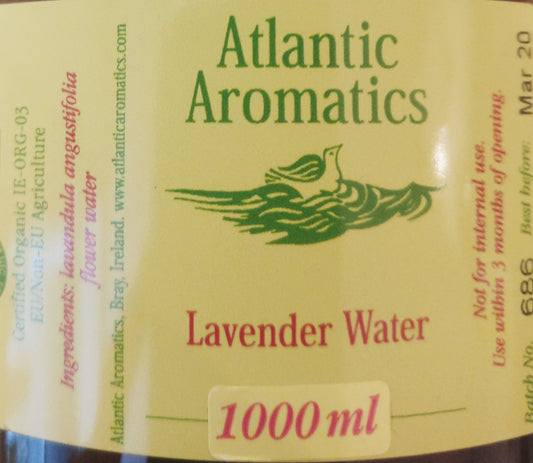 Certified Organic IE-ORG-03
EU/Non-EU Agriculture
Ingredients: lavandula angustifolia
flower water
Atlantic Aromatics, Bray, Ireland. www.atlanticaromatics.com
Atlantic
Aromatics
Lavender Water
1000 ml
Not for internal use.
Use within 3 months of opening.
Batch No. 686 Best before: Mar 20